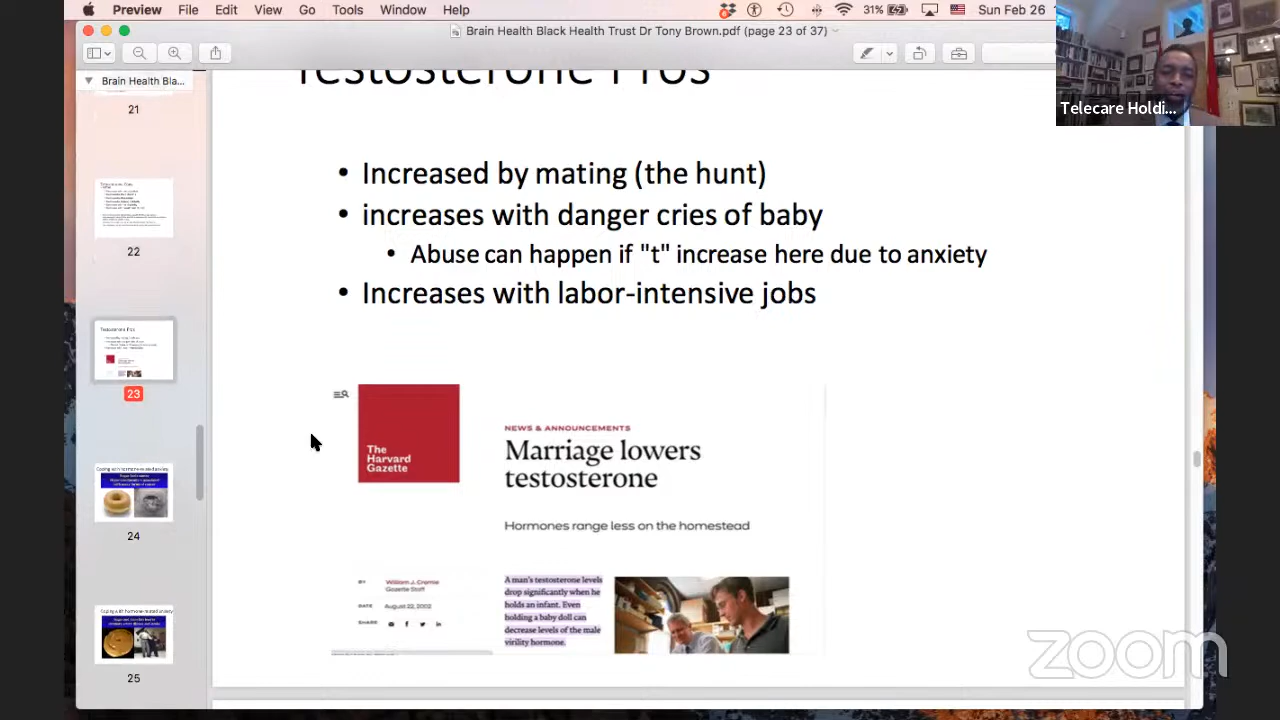 Preview File Edit View Go Tools Window Help 31% Sun Feb 26
Brain Health Black Health Trust Dr Tony Brown.pdf (page 23 of 37)
Telecare Holdi...
Brain Health Bla...
21
22
23
24
25
Testosterone Pros
• Increased by mating (the hunt)
• increases with danger cries of baby
• Abuse can happen if "t" increase here due to anxiety
• Increases with labor-intensive jobs
The
Harvard
Gazette
NEWS & ANNOUNCEMENTS
Marriage lowers
testosterone
Hormones range less on the homestead
BY William J. Cromie
Gazette Staff
DATE August 22, 2002
SHARE
A man's testosterone levels
drop significantly when he
holds an infant. Even
holding a baby doll can
decrease levels of the male
virility hormone.
zoom